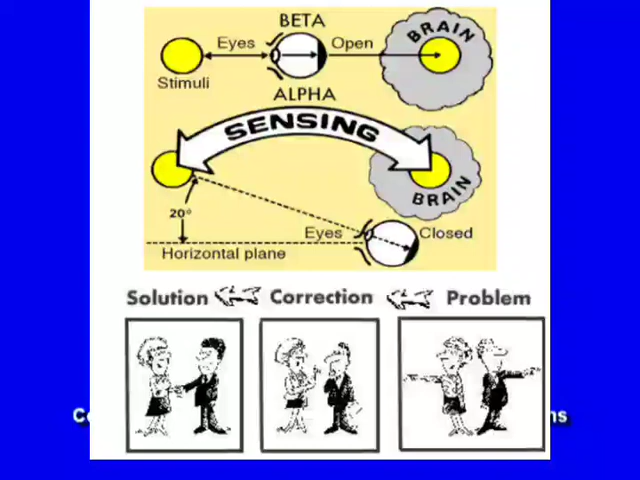 BETA
BRAIN
Eyes Open
Stimuli
ALPHA
SENSING
BRAIN
20°
Eyes Closed
Horizontal plane
Solution Correction Problem